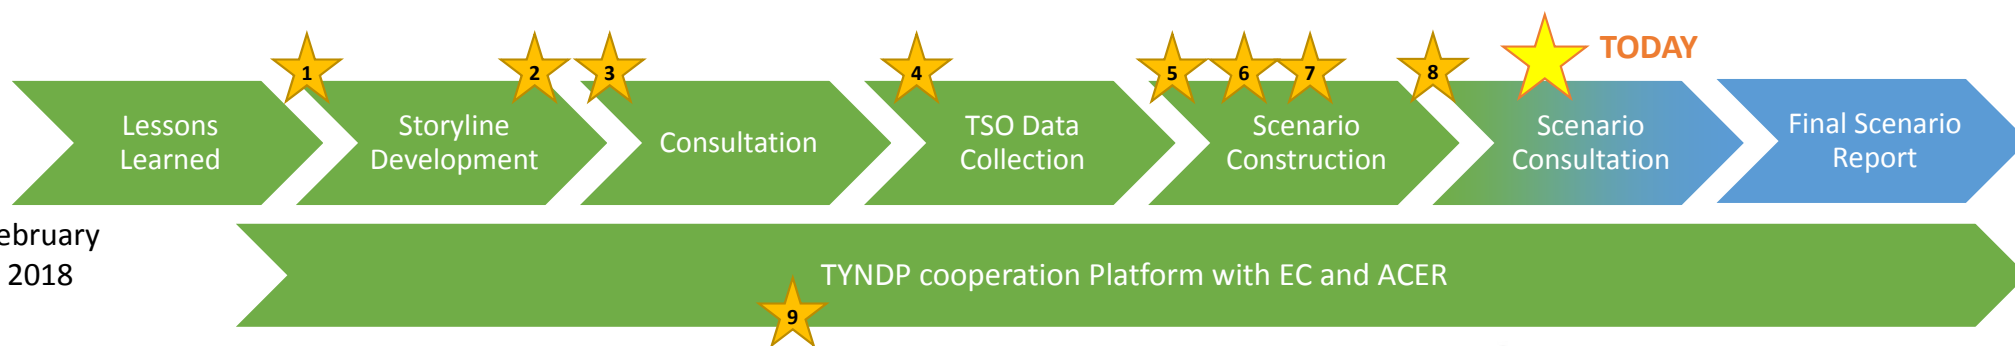 1
2
3
4
5
6
7
8
TODAY
Lessons
Learned
Storyline
Development
Consultation
TSO Data
Collection
Scenario
Construction
Scenario
Consultation
Final Scenario
Report
ebruary
2018
TYNDP cooperation Platform with EC and ACER
9